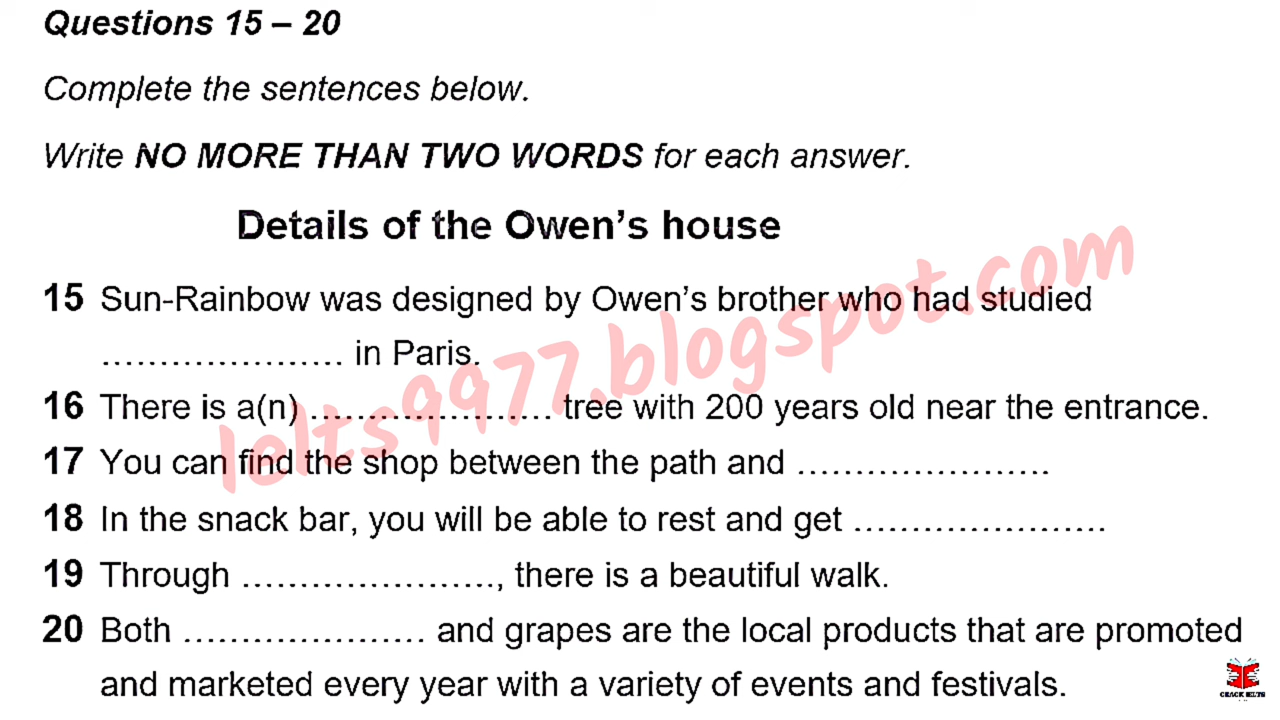 Questions 15 – 20
Complete the sentences below.
Write NO MORE THAN TWO WORDS for each answer.
Details of the Owen's house
15 Sun-Rainbow was designed by Owen's brother who had studied
………………… in Paris.
16 There is a(n) ………………… tree with 200 years old near the entrance.
17 You can find the shop between the path and ………………….
18 In the snack bar, you will be able to rest and get ………………….
19 Through …………………, there is a beautiful walk.
20 Both ………………… and grapes are the local products that are promoted
and marketed every year with a variety of events and festivals.
Ielts9977.blogspot.com
CRACK IELTS